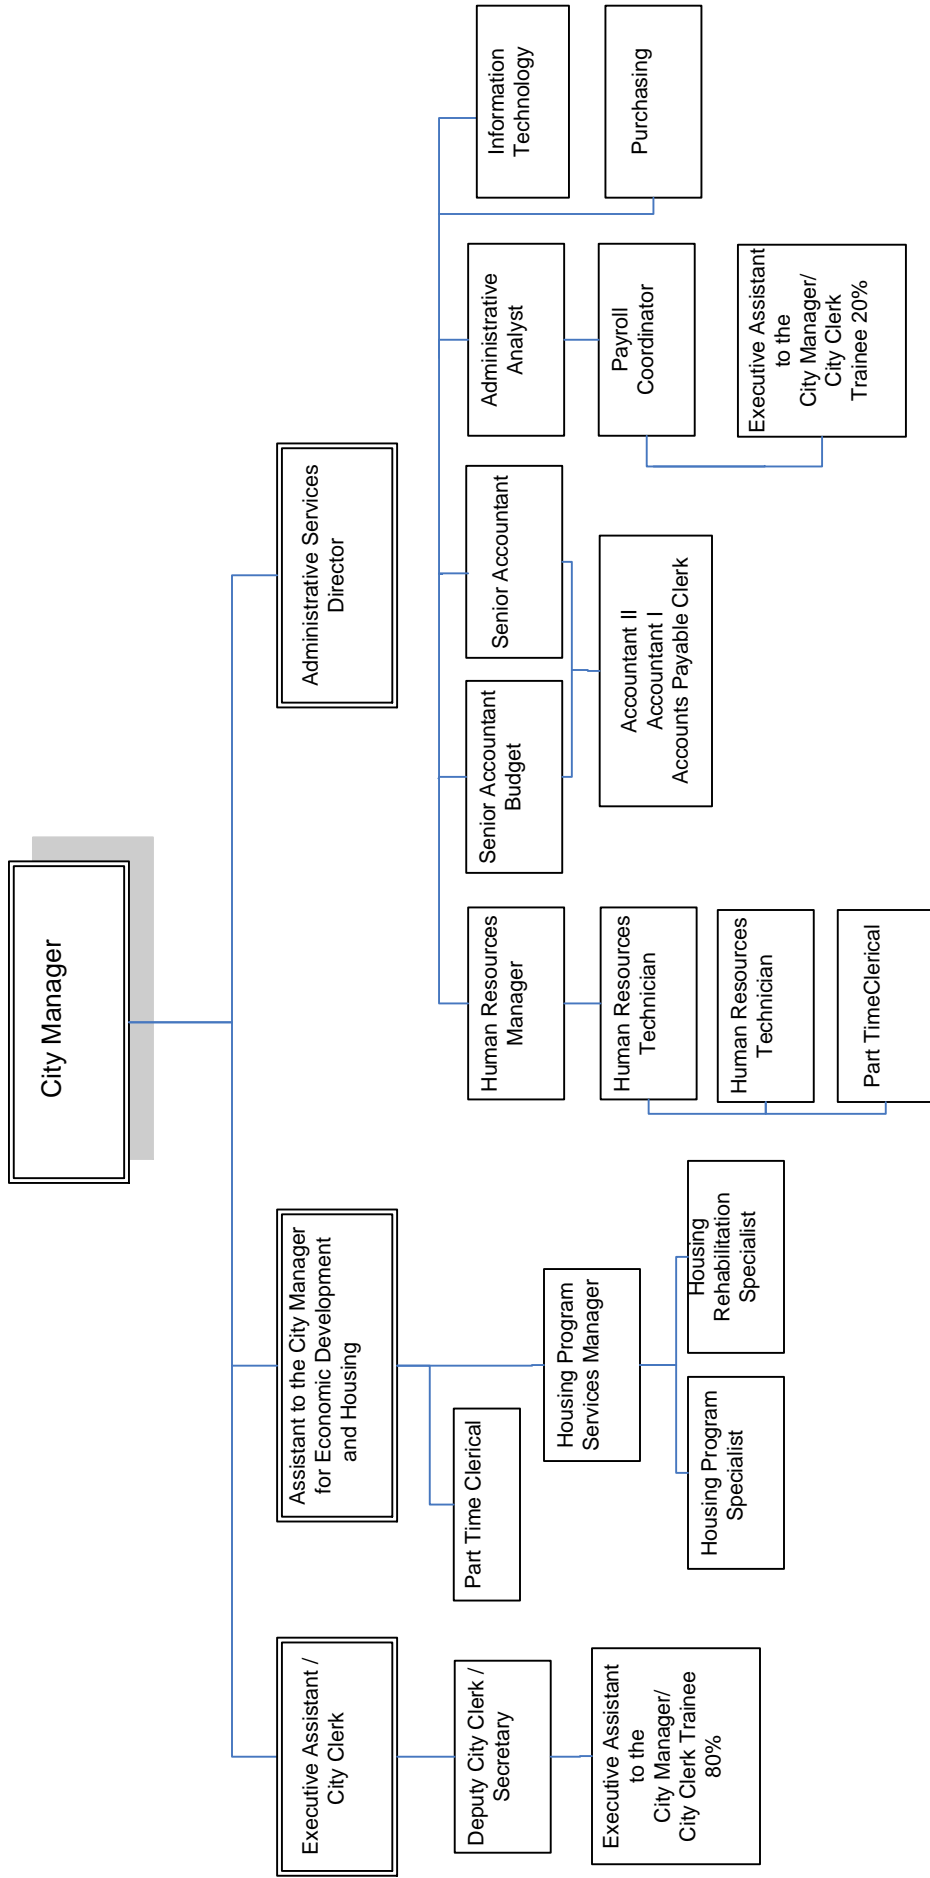 City Manager
Executive Assistant /
City Clerk
Assistant to the City Manager
for Economic Development
and Housing
Administrative Services
Director
Deputy City Clerk /
Secretary
Executive Assistant
to the
City Manager/
City Clerk Trainee
80%
Part Time Clerical
Housing Program
Services Manager
Housing Program
Specialist
Housing
Rehabilitation
Specialist
Human Resources
Manager
Human Resources
Technician
Human Resources
Technician
Part TimeClerical
Senior Accountant
Budget
Senior Accountant
Accountant II
Accountant I
Accounts Payable Clerk
Administrative
Analyst
Payroll
Coordinator
Executive Assistant
to the
City Manager/
City Clerk
Trainee 20%
Information
Technology
Purchasing